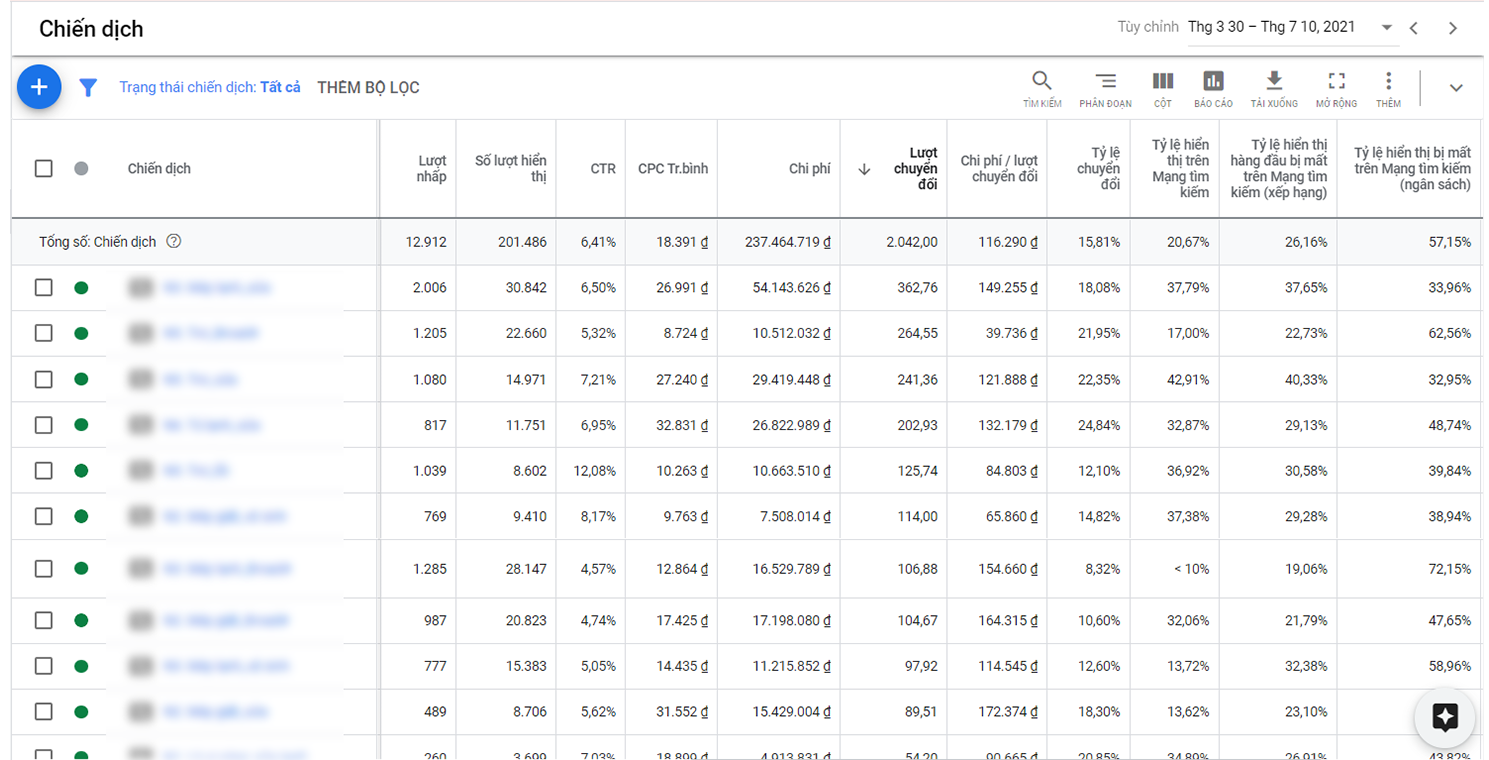 Chiến dịch
Tùy chỉnh Thg 3 30 – Thg 7 10, 2021
Trạng thái chiến dịch: Tất cả THÊM BỘ LỌC
TÌM KIẾM PHÂN ĐOẠN CỘT BÁO CÁO TẢI XUỐNG MỞ RỘNG THÊM
Chiến dịch
Lượt
nhấp
Số lượt hiển
thị
CTR
CPC Tr.bình
Chi phí
Lượt
chuyển
đổi
Chi phí / lượt
chuyển đổi
Tỷ lệ
chuyển
đổi
Tỷ lệ hiển
thị trên
Mạng tìm
kiếm
Tỷ lệ hiển thị
hàng đầu bị mất
trên Mạng tìm
kiếm (xếp hạng)
Tỷ lệ hiển thị bị mất
trên Mạng tìm kiếm
(ngân sách)
Tổng số: Chiến dịch 12.912 201.486 6,41% 18.391 ₫ 237.464.719 ₫ 2.042,00 116.290 ₫ 15,81% 20,67% 26,16% 57,15%
2.006 30.842 6,50% 26.991 ₫ 54.143.626 ₫ 362,76 149.255 ₫ 18,08% 37,79% 37,65% 33,96%
1.205 22.660 5,32% 8.724 ₫ 10.512.032 ₫ 264,55 39.736 ₫ 21,95% 17,00% 22,73% 62,56%
1.080 14.971 7,21% 27.240 ₫ 29.419.448 ₫ 241,36 121.888 ₫ 22,35% 42,91% 40,33% 32,95%
817 11.751 6,95% 32.831 ₫ 26.822.989 ₫ 202,93 132.179 ₫ 24,84% 32,87% 29,13% 48,74%
1.039 8.602 12,08% 10.263 ₫ 10.663.510 ₫ 125,74 84.803 ₫ 12,10% 36,92% 30,58% 39,84%
769 9.410 8,17% 9.763 ₫ 7.508.014 ₫ 114,00 65.860 ₫ 14,82% 37,38% 29,28% 38,94%
1.285 28.147 4,57% 12.864 ₫ 16.529.789 ₫ 106,88 154.660 ₫ 8,32% < 10% 19,06% 72,15%
987 20.823 4,74% 17.425 ₫ 17.198.080 ₫ 104,67 164.315 ₫ 10,60% 32,06% 21,79% 47,65%
777 15.383 5,05% 14.435 ₫ 11.215.852 ₫ 97,92 114.545 ₫ 12,60% 13,72% 32,38% 58,96%
489 8.706 5,62% 31.552 ₫ 15.429.004 ₫ 89,51 172.374 ₫ 18,30% 13,62% 23,10%
260 3.699 7,03% 18.899 ₫ 4.913.831 ₫ 54,20 90.665 ₫ 20,85% 34,89% 26,91% 43,82%